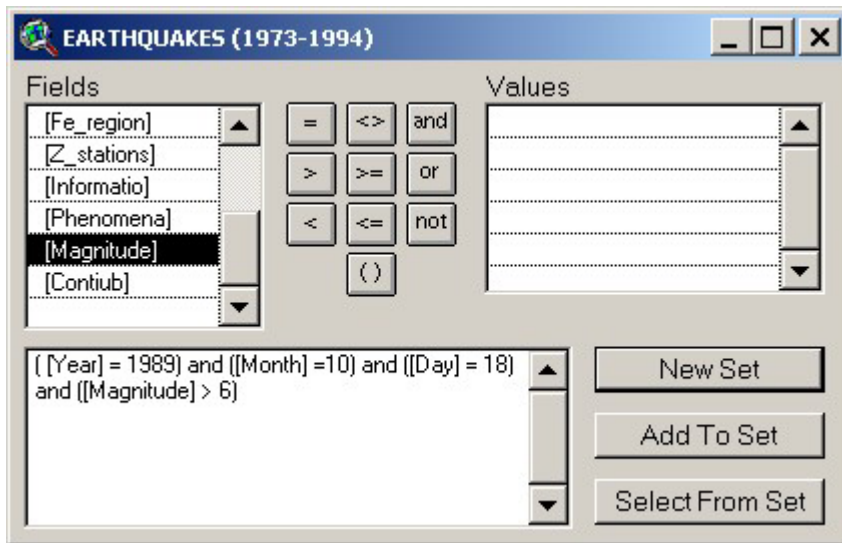 EARTHQUAKES (1973-1994)
Fields
Values
[Fe_region]
[Z_stations]
[Informatio]
[Phenomena]
[Magnitude]
[Contiub]
= <> and
> >= or
< <= not
( )
( [Year] = 1989) and ([Month] =10) and ([Day] = 18)
and ([Magnitude] > 6)
New Set
Add To Set
Select From Set